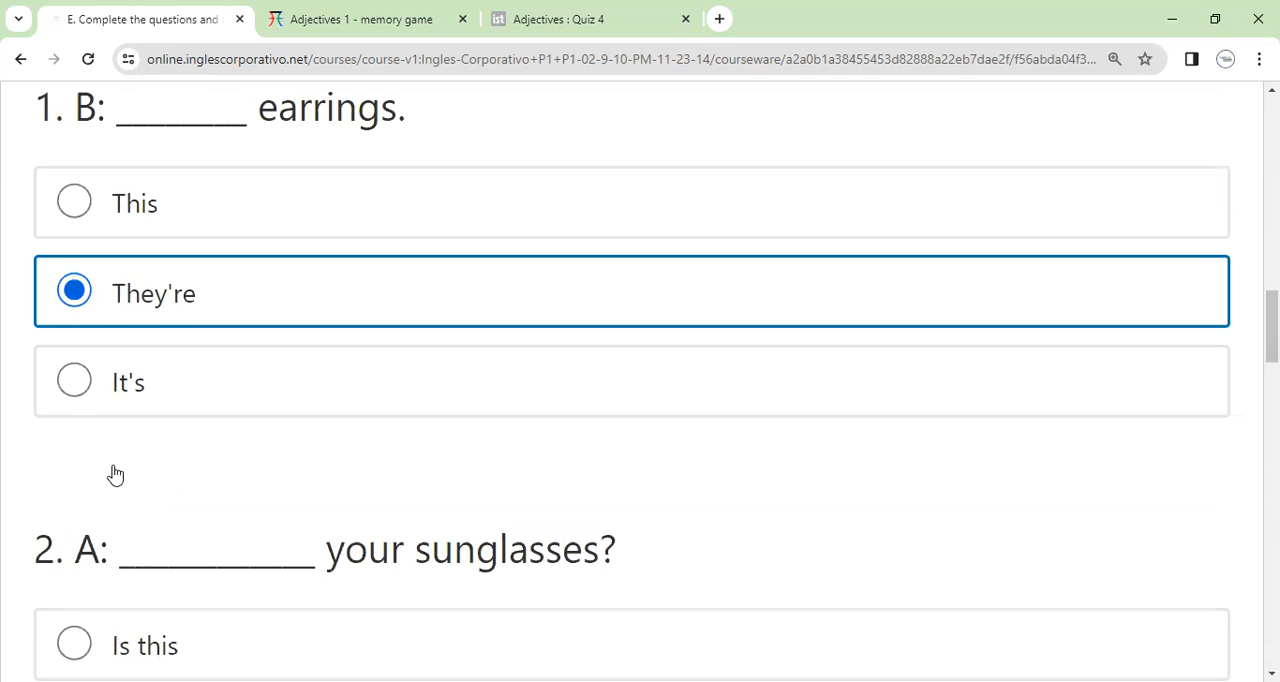 E. Complete the questions and
Adjectives 1 - memory game
ist
Adjectives : Quiz 4
online.inglescorporativo.net/courses/course-v1:Ingles-Corporativo+P1+P1-02-9-10-PM-11-23-14/courseware/a2a0b1a38455453d82888a22eb7dae2f/f56abda04f3...
1. B: ________ earrings.
This
They're
It's
2. A: ____________ your sunglasses?
Is this